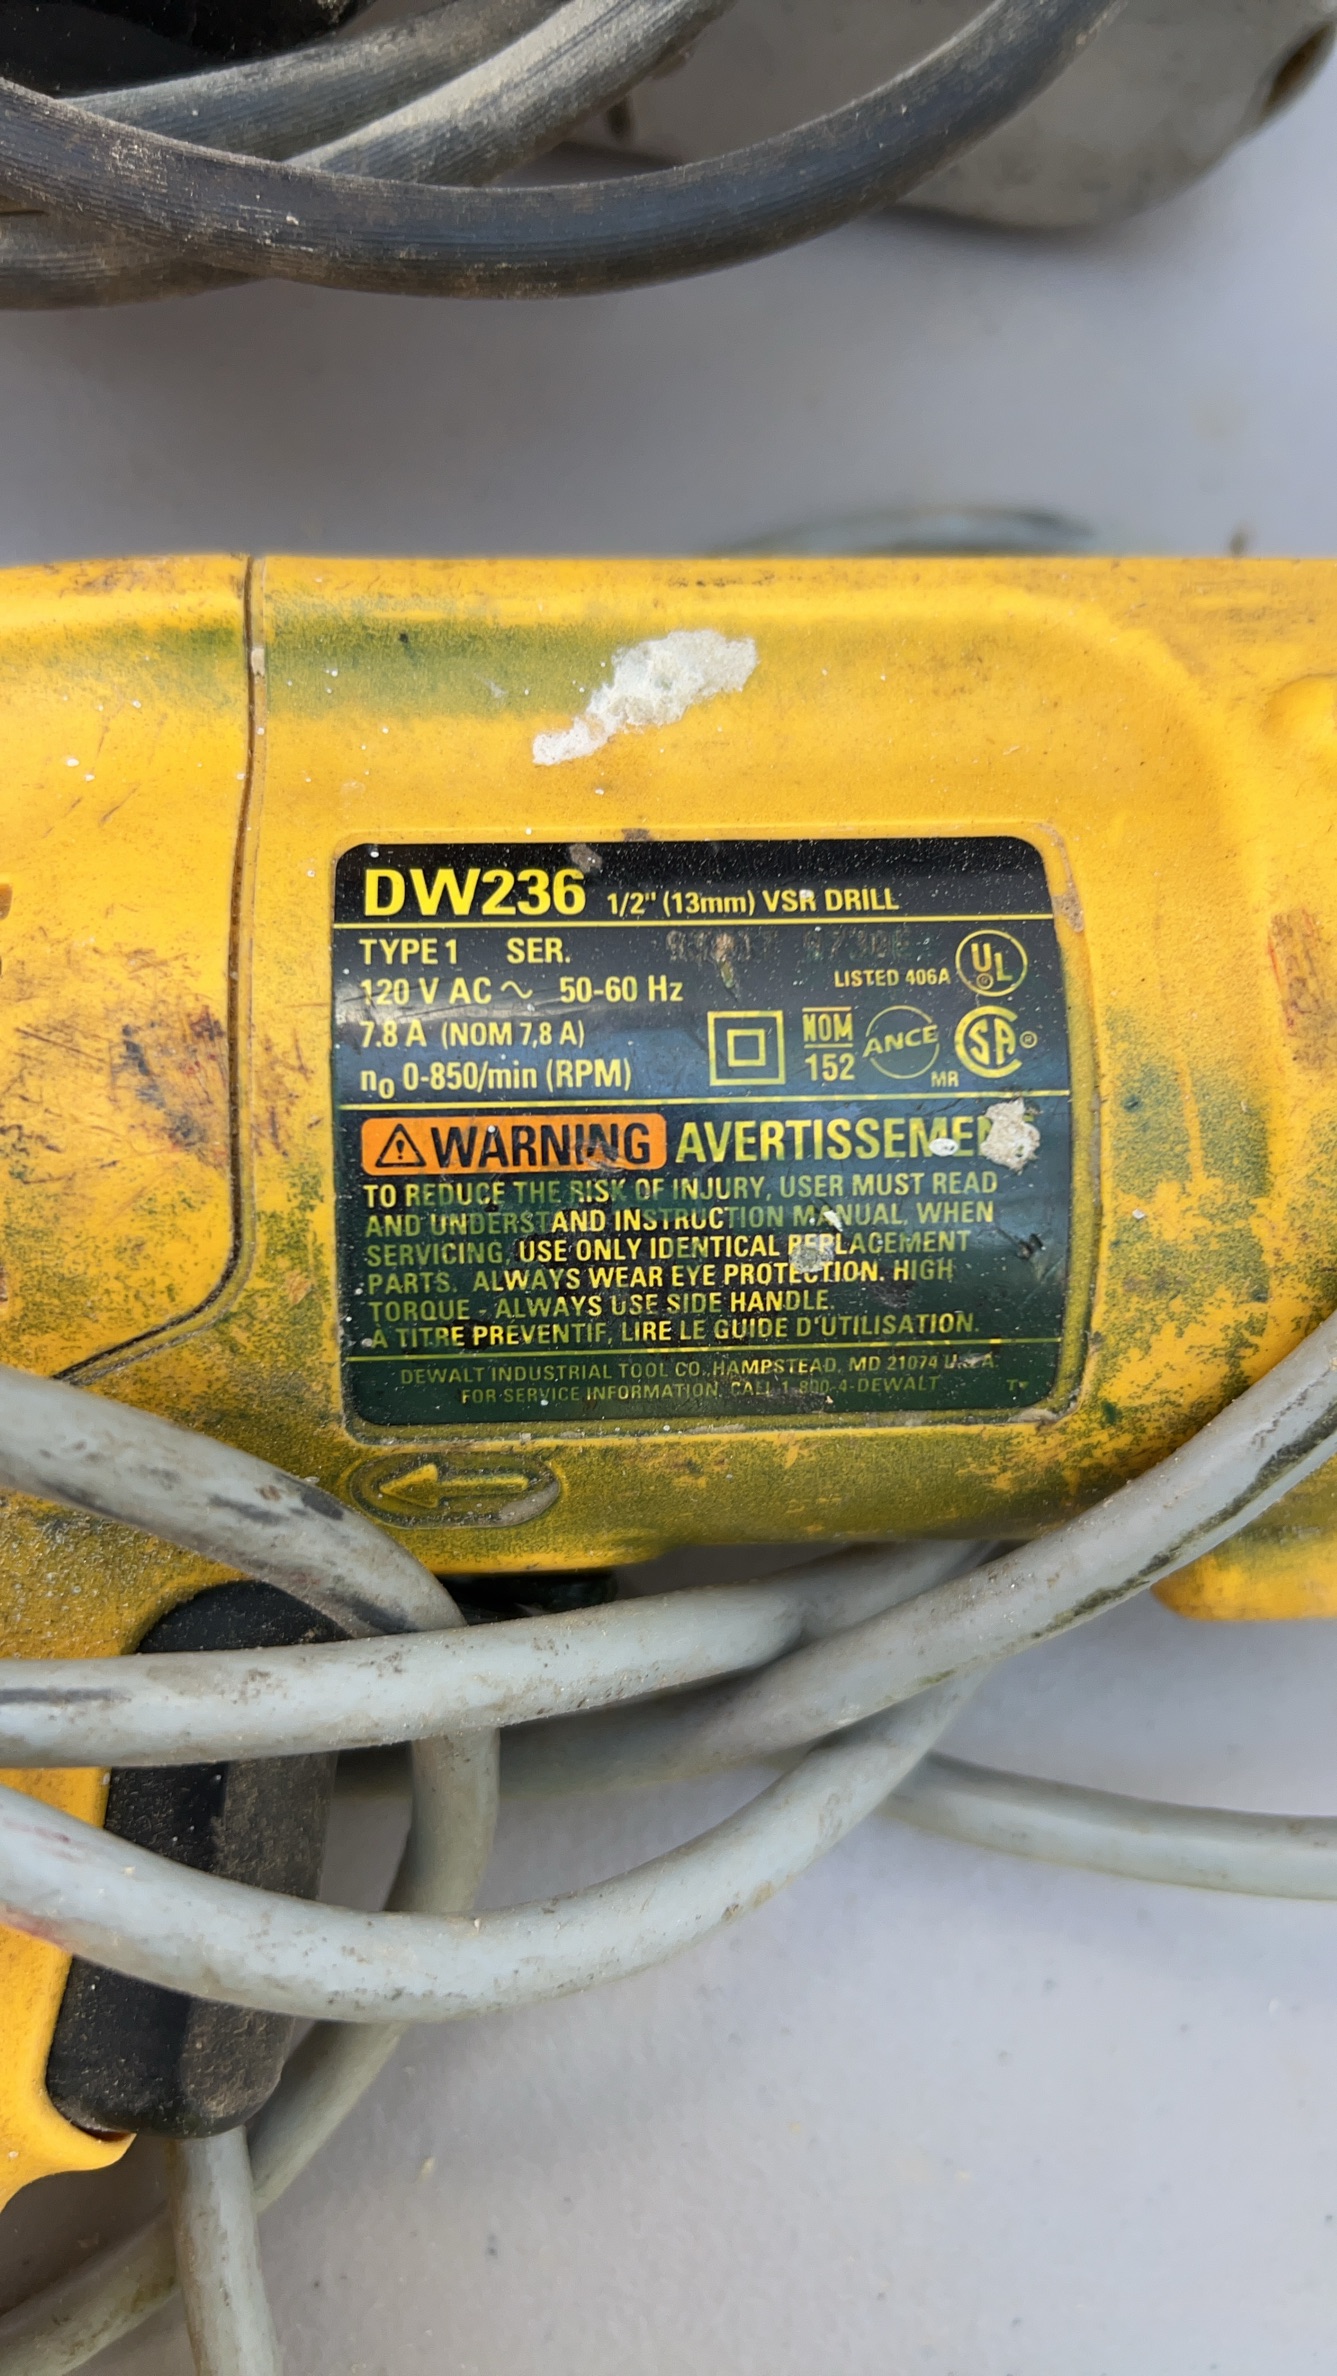 DW236 1/2" (13mm) VSR DRILL
TYPE 1 SER.
LISTED 406A UL
120 V AC ~ 50-60 Hz
7.8 A (NOM 7,8 A)
NOM
152
ANCE
SA MR
n₀ 0-850/min (RPM)
WARNING
TO REDUCE THE RISK OF INJURY, USER MUST READ
AND UNDERSTAND INSTRUCTION MANUAL. WHEN
SERVICING, USE ONLY IDENTICAL REPLACEMENT
PARTS. ALWAYS WEAR EYE PROTECTION. HIGH
TORQUE - ALWAYS USE SIDE HANDLE.
À TITRE PREVENTIF, LIRE LE GUIDE D'UTILISATION.
DEWALT INDUSTRIAL TOOL CO., HAMPSTEAD, MD 21074 U.S.A.
FOR SERVICE INFORMATION, CALL 1-800-4-DEWALT